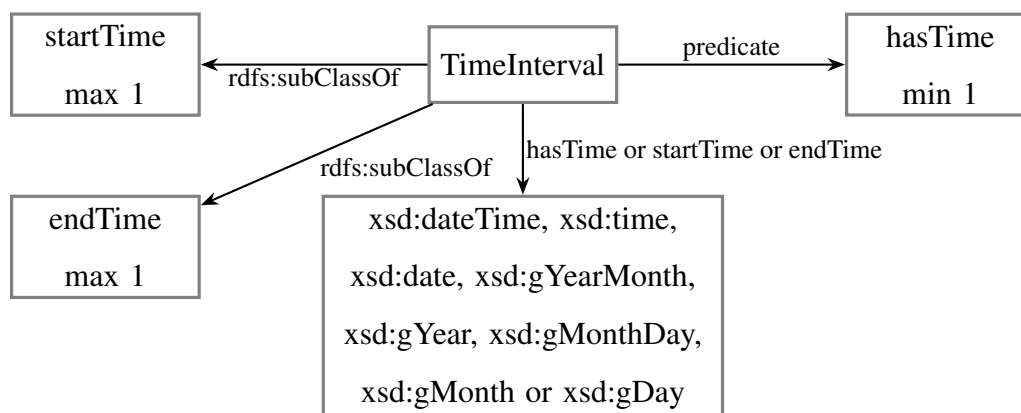 startTime
max 1
rdfs:subClassOf
TimeInterval
predicate
hasTime
min 1
hasTime or startTime or endTime
rdfs:subClassOf
endTime
max 1
xsd:dateTime, xsd:time,
xsd:date, xsd:gYearMonth,
xsd:gYear, xsd:gMonthDay,
xsd:gMonth or xsd:gDay